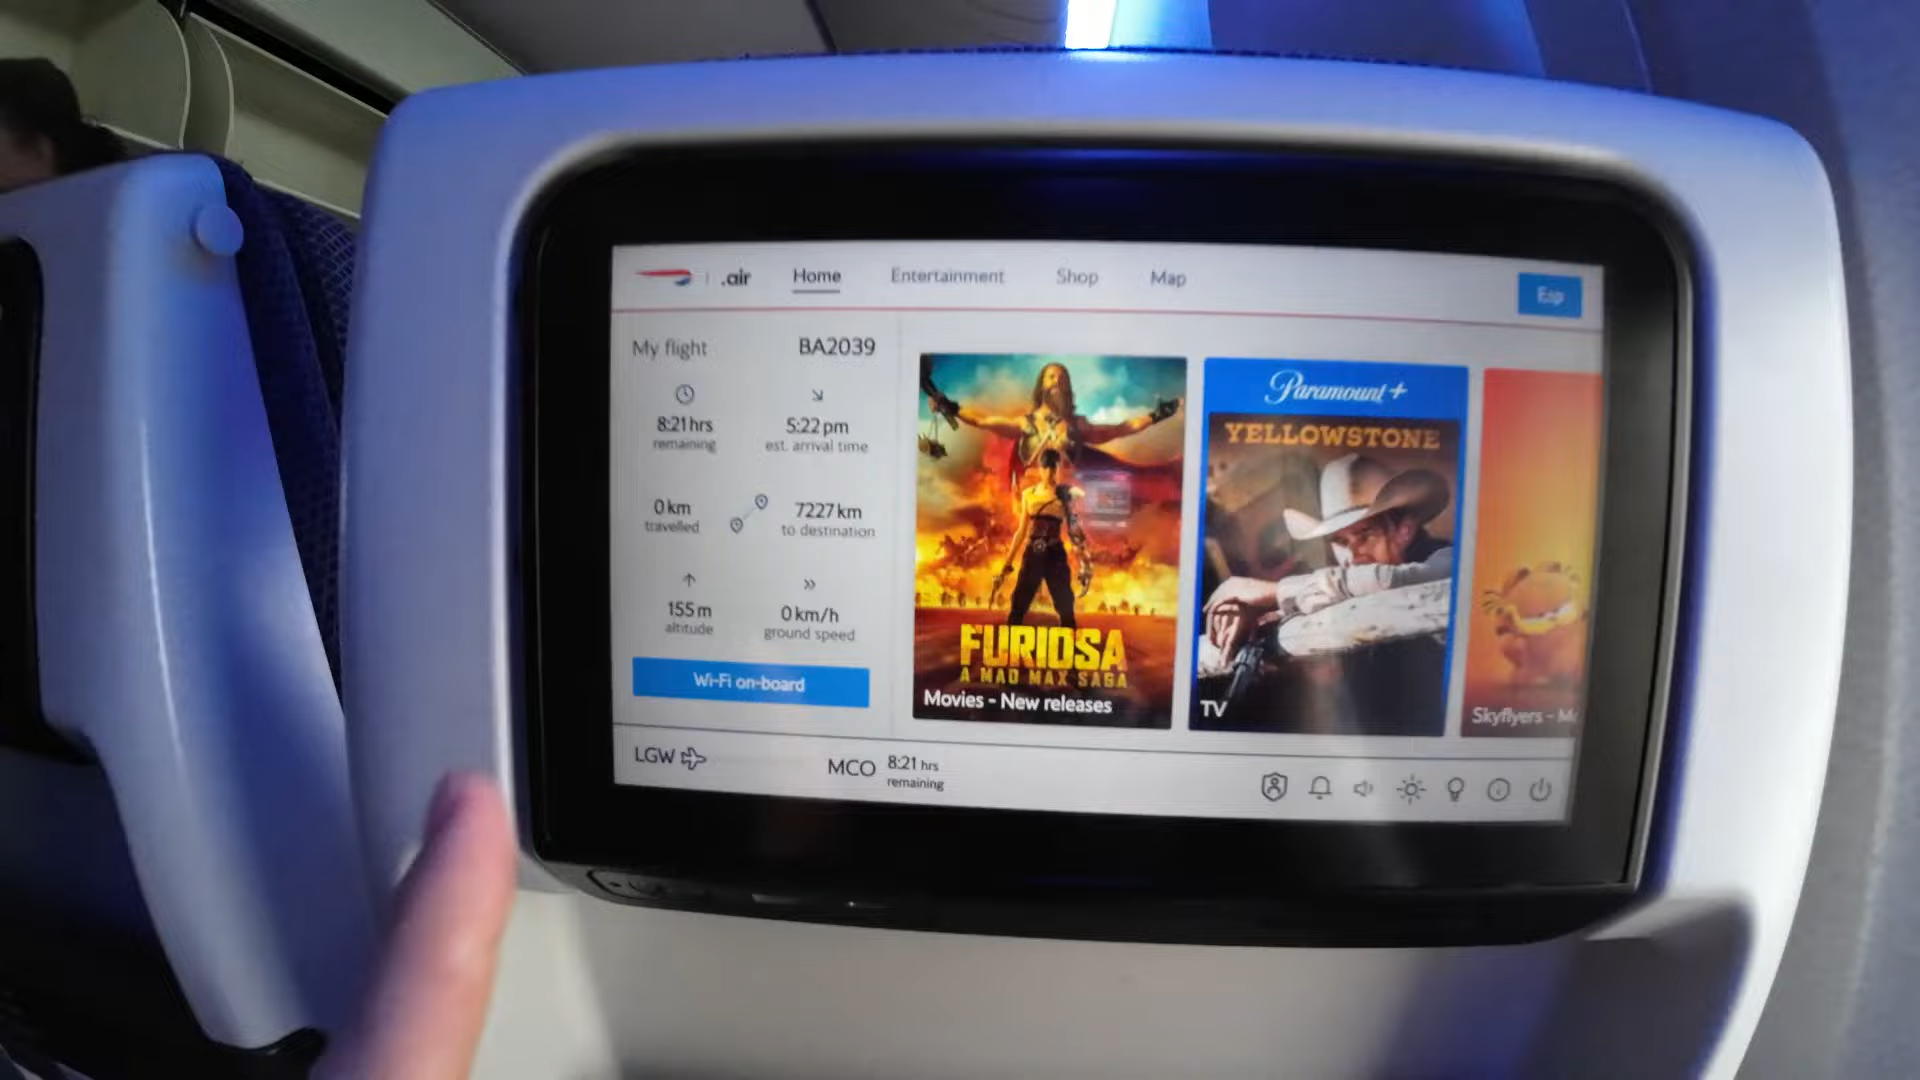 .air Home Entertainment Shop Map Esp
My flight BA2039
8:21 hrs
remaining
5:22 pm
est. arrival time
0 km
travelled
7227 km
to destination
155 m
altitude
0 km/h
ground speed
Wi-Fi on-board
FURIOSA
A MAD MAX SAGA
Movies - New releases
Paramount+
YELLOWSTONE
TV
Skyflyers - Mo
LGW
MCO
8:21 hrs
remaining